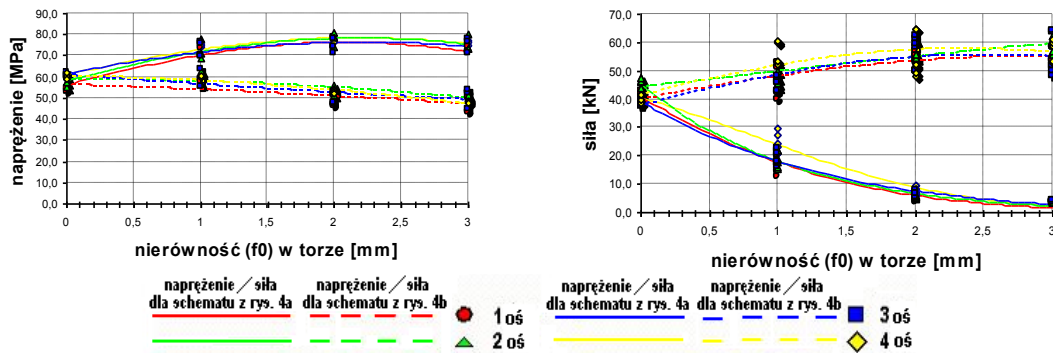 90,0
80,0
70,0
60,0
50,0
40,0
30,0
20,0
10,0
0,0
naprężenie [MPa]
0 0,5 1 1,5 2 2,5 3
nierówność (f0) w torze [mm]
70,0
60,0
50,0
40,0
30,0
20,0
10,0
0,0
siła [kN]
0 0,5 1 1,5 2 2,5 3
nierówność (f0) w torze [mm]
naprężenie / siła naprężenie / siła
dla schematu z rys. 4a dla schematu z rys. 4b
1 oś
2 oś
naprężenie / siła naprężenie / siła
dla schematu z rys. 4a dla schematu z rys. 4b
3 oś
4 oś